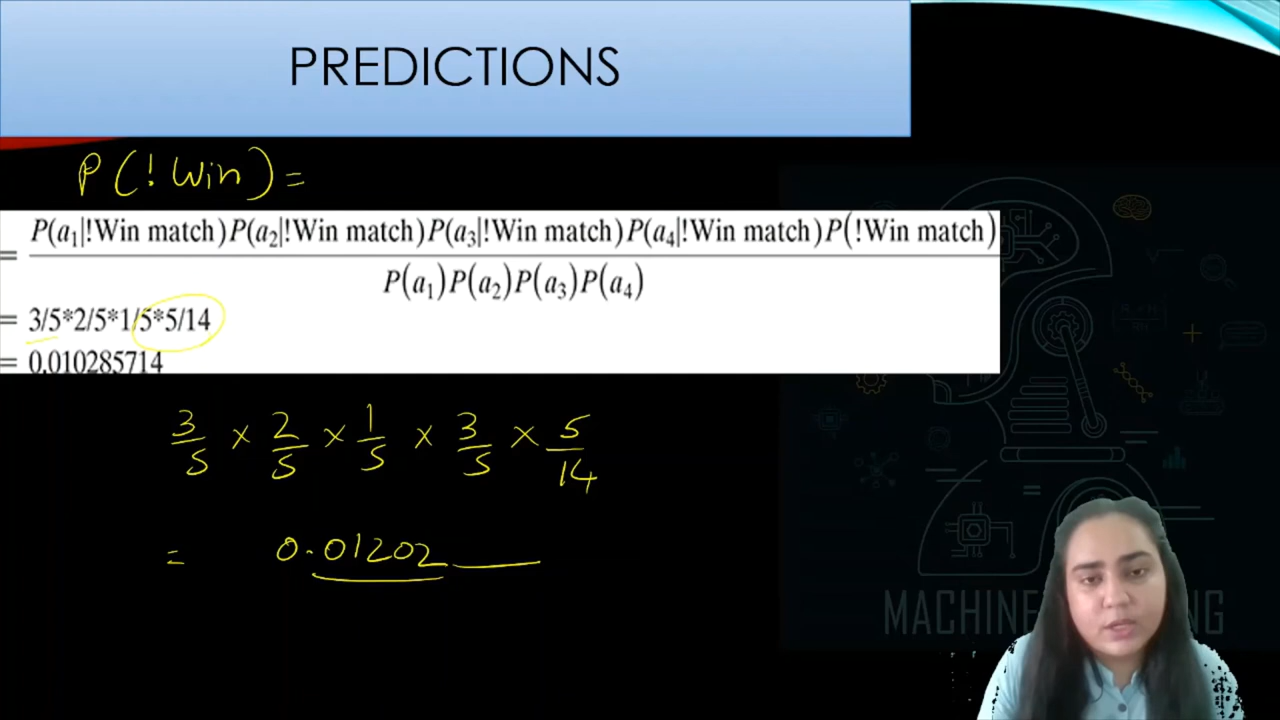 PREDICTIONS
P(! Win) =
= P(a₁|!Win match)P(a₂|!Win match)P(a₃|!Win match)P(a₄|!Win match)P(!Win match)
P(a₁)P(a₂)P(a₃)P(a₄)
= 3/5*2/5*1/5*5/14
= 0.010285714
3/5 × 2/5 × 1/5 × 3/5 × 5/14
= 0.01202